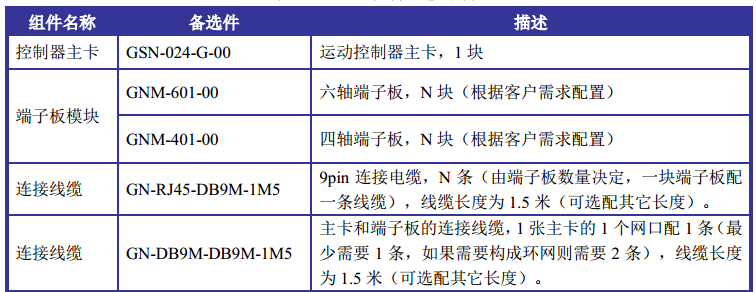 组件名称 备选件 描述
控制器主卡 GSN-024-G-00 运动控制器主卡，1 块
端子板模块 GNM-601-00 六轴端子板，N 块（根据客户需求配置）
GNM-401-00 四轴端子板，N 块（根据客户需求配置）
连接线缆 GN-RJ45-DB9M-1M5 9pin 连接电缆，N 条（由端子板数量决定，一块端子板配
一条线缆），线缆长度为 1.5 米（可选配其它长度）。
连接线缆 GN-DB9M-DB9M-1M5 主卡和端子板的连接线缆，1 张主卡的 1 个网口配 1 条（最
少需要 1 条，如果需要构成环网则需要 2 条），线缆长度
为 1.5 米（可选配其它长度）。